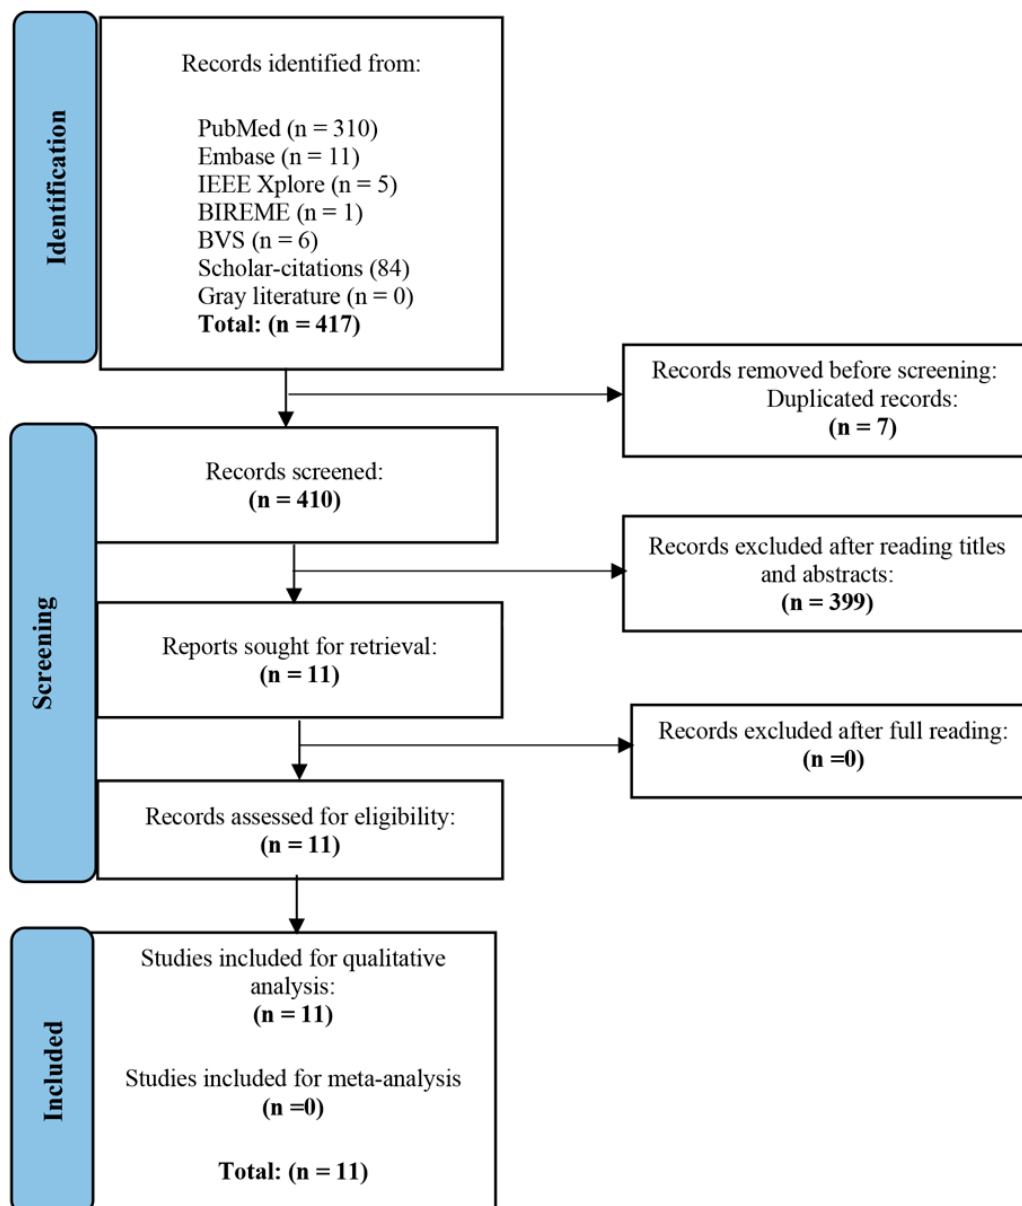 Identification
Records identified from:
PubMed (n = 310)
Embase (n = 11)
IEEE Xplore (n = 5)
BIREME (n = 1)
BVS (n = 6)
Scholar-citations (84)
Gray literature (n = 0)
Total: (n = 417)
Records removed before screening:
Duplicated records:
(n = 7)
Screening
Records screened:
(n = 410)
Records excluded after reading titles
and abstracts:
(n = 399)
Reports sought for retrieval:
(n = 11)
Records excluded after full reading:
(n =0)
Records assessed for eligibility:
(n = 11)
Included
Studies included for qualitative
analysis:
(n = 11)
Studies included for meta-analysis
(n =0)
Total: (n = 11)